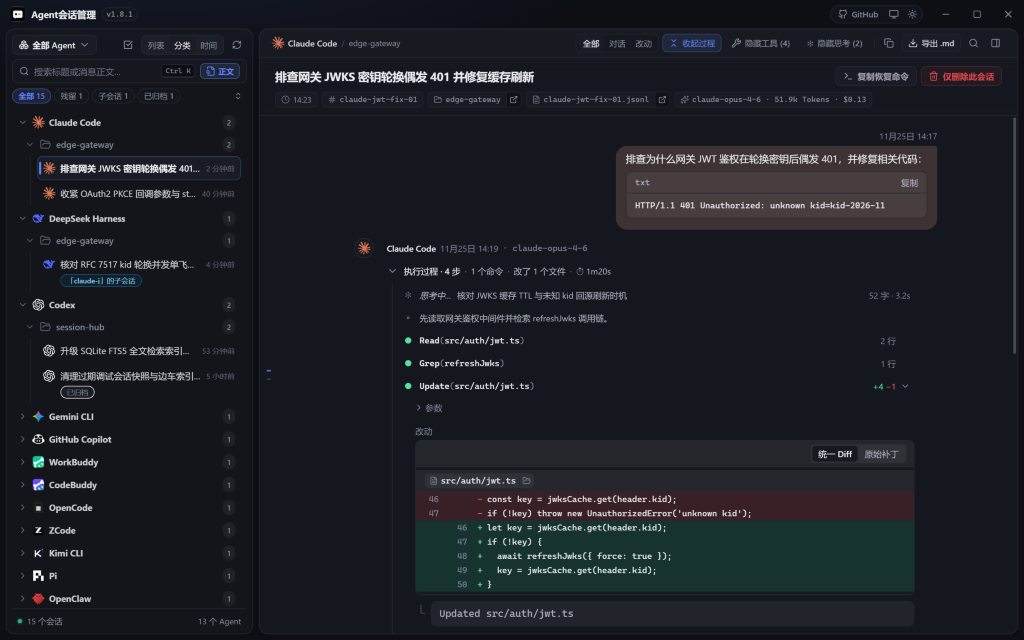 Agent会话管理 v1.8.1
GitHub
全部 Agent
列表 分类 时间
搜索标题或消息正文...
Ctrl K
正文
全部 15 残留 1 子会话 1 已归档 1
Claude Code 2
edge-gateway 2
排查网关 JWKS 密钥轮换偶发 401... 2 分钟前
收紧 OAuth2 PKCE 回调参数与 st... 40 分钟前
DeepSeek Harness 1
edge-gateway 1
核对 RFC 7517 kid 轮换并发单飞... 4 分钟前
「claude-j」的子会话
Codex 2
session-hub 2
升级 SQLite FTS5 全文检索索引... 53 分钟前
清理过期调试会话快照与边车索引... 5 小时前
已归档
Gemini CLI 1
GitHub Copilot 1
WorkBuddy 1
CodeBuddy 1
OpenCode 1
ZCode 1
Kimi CLI 1
Pi 1
OpenClaw 1
15 个会话 13 个 Agent
Claude Code / edge-gateway
全部 对话 改动
收起过程
隐藏工具 (4)
隐藏思考 (2)
导出 .md
排查网关 JWKS 密钥轮换偶发 401 并修复缓存刷新
复制恢复命令
仅删除此会话
14:23
# claude-jwt-fix-01
edge-gateway
claude-jwt-fix-01.jsonl
claude-opus-4-6 · 51.9k Tokens · $0.13
11月25日 14:17
排查为什么网关 JWT 鉴权在轮换密钥后偶发 401，并修复相关代码：
txt 复制
HTTP/1.1 401 Unauthorized: unknown kid=kid-2026-11
Claude Code 11月25日 14:19 · claude-opus-4-6
执行过程 · 4 步 · 1 个命令 · 改了 1 个文件 · 1m20s
思考中… 核对 JWKS 缓存 TTL 与未知 kid 回源刷新时机 52 字 · 3.2s
先读取网关鉴权中间件并检索 refreshJwks 调用链。
Read(src/auth/jwt.ts) 2 行
Grep(refreshJwks) 1 行
Update(src/auth/jwt.ts) +4 −1
参数
改动
统一 Diff 原始补丁
src/auth/jwt.ts
46 - const key = jwksCache.get(header.kid);
47 - if (!key) throw new UnauthorizedError('unknown kid');
46 + let key = jwksCache.get(header.kid);
47 + if (!key) {
48 + await refreshJwks({ force: true });
49 + key = jwksCache.get(header.kid);
50 + }
Updated src/auth/jwt.ts